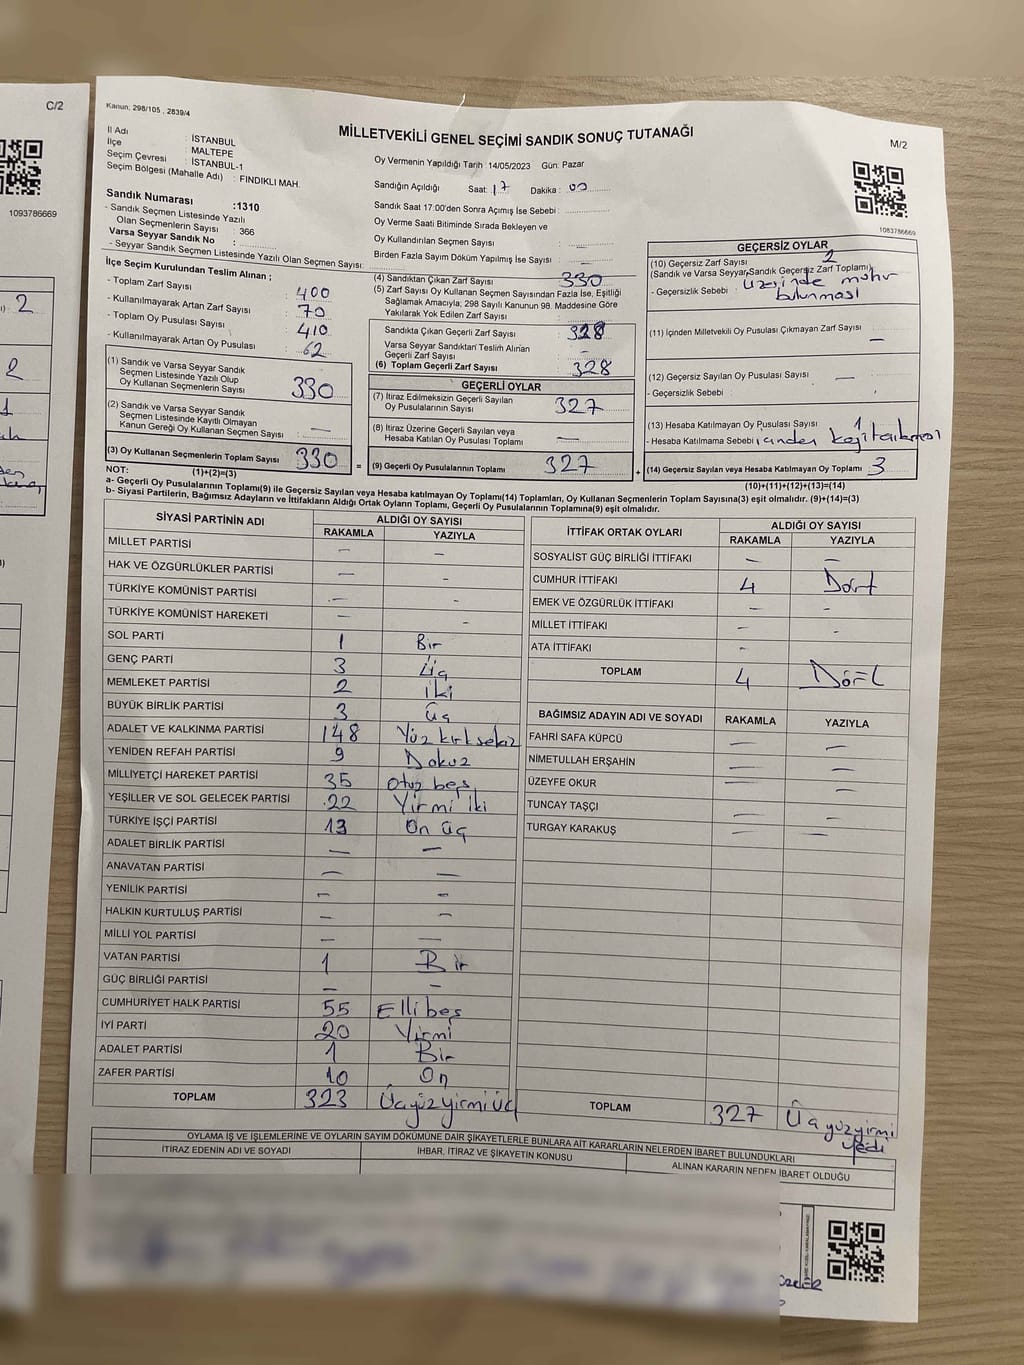 C/2
1093786669
2
2
1
Kanun: 298/105 , 2839/4
MİLLETVEKİLİ GENEL SEÇİMİ SANDIK SONUÇ TUTANAĞI
M/2
1083786669
İl Adı : İSTANBUL
İlçe : MALTEPE
Seçim Çevresi : İSTANBUL-1
Seçim Bölgesi (Mahalle Adı) : FINDIKLI MAH.
Sandık Numarası :1310
- Sandık Seçmen Listesinde Yazılı Olan Seçmenlerin Sayısı : 366
Varsa Seyyar Sandık No :
- Seyyar Sandık Seçmen Listesinde Yazılı Olan Seçmen Sayısı:
Oy Vermenin Yapıldığı Tarih :14/05/2023 Gün: Pazar
Sandığın Açıldığı Saat: 17 Dakika : 00
Sandık Saat 17:00'den Sonra Açımış İse Sebebi :
Oy Verme Saati Bitiminde Sırada Bekleyen ve
Oy Kullandırılan Seçmen Sayısı :
Birden Fazla Sayım Döküm Yapılmış İse Sayısı :
İlçe Seçim Kurulundan Teslim Alınan ;
- Toplam Zarf Sayısı : 400
- Kullanılmayarak Artan Zarf Sayısı : 70
- Toplam Oy Pusulası Sayısı : 410
- Kullanılmayarak Artan Oy Pusulası : 62
(1) Sandık ve Varsa Seyyar Sandık
Seçmen Listesinde Yazılı Olup
Oy Kullanan Seçmenlerin Sayısı : 330
(2) Sandık ve Varsa Seyyar Sandık
Seçmen Listesinde Kayıtlı Olmayan
Kanun Gereği Oy Kullanan Seçmen Sayısı : —
(3) Oy Kullanan Seçmenlerin Toplam Sayısı 330
(4) Sandıktan Çıkan Zarf Sayısı : 330
(5) Zarf Sayısı Oy Kullanan Seçmen Sayısından Fazla İse, Eşitliği
Sağlamak Amacıyla; 298 Sayılı Kanunun 98. Maddesine Göre
Yakılarak Yok Edilen Zarf Sayısı :
Sandıkta Çıkan Geçerli Zarf Sayısı : 328
Varsa Seyyar Sandıktan Teslim Alınan
Geçerli Zarf Sayısı : -
(6) Toplam Geçerli Zarf Sayısı : 328
GEÇERLİ OYLAR
(7) İtiraz Edilmeksizin Geçerli Sayılan
Oy Pusulalarının Sayısı : 327
(8) İtiraz Üzerine Geçerli Sayılan veya
Hesaba Katılan Oy Pusulası Toplamı : —
= (9) Geçerli Oy Pusulalarının Toplamı 327
GEÇERSİZ OYLAR
(10) Geçersiz Zarf Sayısı : 2
(Sandık ve Varsa Seyyar Sandık Geçersiz Zarf Toplamı)
- Geçersizlik Sebebi : üzerinde mühür
bulunması
(11) İçinden Milletvekili Oy Pusulası Çıkmayan Zarf Sayısı : —
(12) Geçersiz Sayılan Oy Pusulası Sayısı : —
- Geçersizlik Sebebi :
(13) Hesaba Katılmayan Oy Pusulası Sayısı : 1
- Hesaba Katılmama Sebebi :
+ (14) Geçersiz Sayılan veya Hesaba Katılmayan Oy Toplamı 3
NOT: (1)+(2)=(3)
(10)+(11)+(12)+(13)=(14)
a- Geçerli Oy Pusulalarının Toplamı(9) ile Geçersiz Sayılan veya Hesaba katılmayan Oy Toplamı(14) Toplamları, Oy Kullanan Seçmenlerin Toplam Sayısına(3) eşit olmalıdır. (9)+(14)=(3)
b- Siyasi Partilerin, Bağımsız Adayların ve İttifakların Aldığı Ortak Oyların Toplamı, Geçerli Oy Pusulalarının Toplamına(9) eşit olmalıdır.
SİYASİ PARTİNİN ADI ALDIĞI OY SAYISI
RAKAMLA YAZIYLA
MİLLET PARTİSİ — —
HAK VE ÖZGÜRLÜKLER PARTİSİ — -
TÜRKİYE KOMÜNİST PARTİSİ — -
TÜRKİYE KOMÜNİST HAREKETİ — -
SOL PARTİ 1 Bir
GENÇ PARTİ 3 Üç
MEMLEKET PARTİSİ 2 İki
BÜYÜK BİRLİK PARTİSİ 3 Üç
ADALET VE KALKINMA PARTİSİ 148 Yüz kırk sekiz
YENİDEN REFAH PARTİSİ 9 Dokuz
MİLLİYETÇİ HAREKET PARTİSİ 35 Otuz beş
YEŞİLLER VE SOL GELECEK PARTİSİ 22 Yirmi iki
TÜRKİYE İŞÇİ PARTİSİ 13 On üç
ADALET BİRLİK PARTİSİ — —
ANAVATAN PARTİSİ — —
YENİLİK PARTİSİ — —
HALKIN KURTULUŞ PARTİSİ — —
MİLLİ YOL PARTİSİ — —
VATAN PARTİSİ 1 Bir
GÜÇ BİRLİĞİ PARTİSİ — —
CUMHURİYET HALK PARTİSİ 55 Elli beş
İYİ PARTİ 20 Yirmi
ADALET PARTİSİ 1 Bir
ZAFER PARTİSİ 10 On
TOPLAM 323 Üçyüzyirmiüç
İTTİFAK ORTAK OYLARI ALDIĞI OY SAYISI
RAKAMLA YAZIYLA
SOSYALİST GÜÇ BİRLİĞİ İTTİFAKI — —
CUMHUR İTTİFAKI 4 Dört
EMEK VE ÖZGÜRLÜK İTTİFAKI — -
MİLLET İTTİFAKI — -
ATA İTTİFAKI -
TOPLAM 4 Dört
BAĞIMSIZ ADAYIN ADI VE SOYADI RAKAMLA YAZIYLA
FAHRİ SAFA KÜPCÜ — —
NİMETULLAH ERŞAHİN — —
ÜZEYFE OKUR — —
TUNCAY TAŞÇI — —
TURGAY KARAKUŞ — —
TOPLAM 327 Üçyüzyirmi
yedi
OYLAMA İŞ VE İŞLEMLERİNE VE OYLARIN SAYIM DÖKÜMÜNE DAİR ŞİKAYETLERLE BUNLARA AİT KARARLARIN NELERDEN İBARET BULUNDUKLARI
İTİRAZ EDENİN ADI VE SOYADI İHBAR, İTİRAZ VE ŞİKAYETİN KONUSU ALINAN KARARIN NEDEN İBARET OLDUĞU